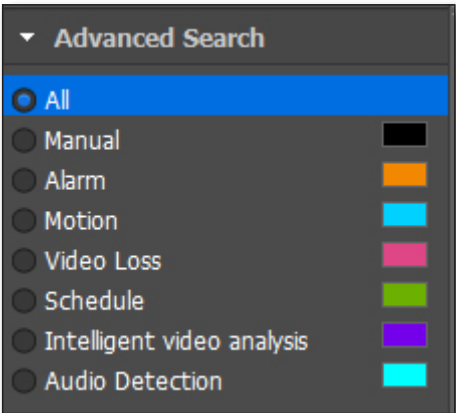 Advanced Search
All
Manual
Alarm
Motion
Video Loss
Schedule
Intelligent video analysis
Audio Detection